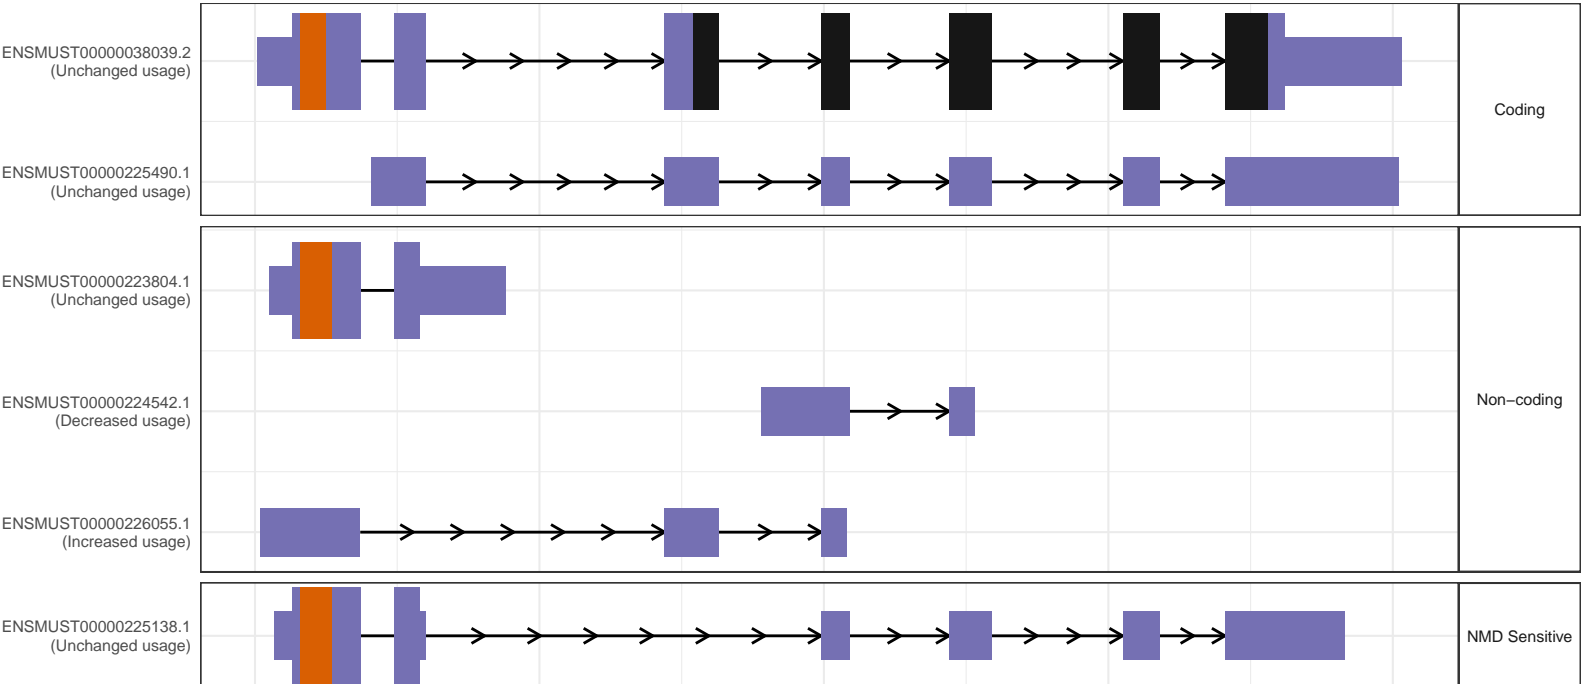 ENSMUST00000038039.2
(Unchanged usage)
ENSMUST00000225490.1
(Unchanged usage)
Coding
ENSMUST00000223804.1
(Unchanged usage)
ENSMUST00000224542.1
(Decreased usage)
ENSMUST00000226055.1
(Increased usage)
Non−coding
ENSMUST00000225138.1
(Unchanged usage)
NMD Sensitive